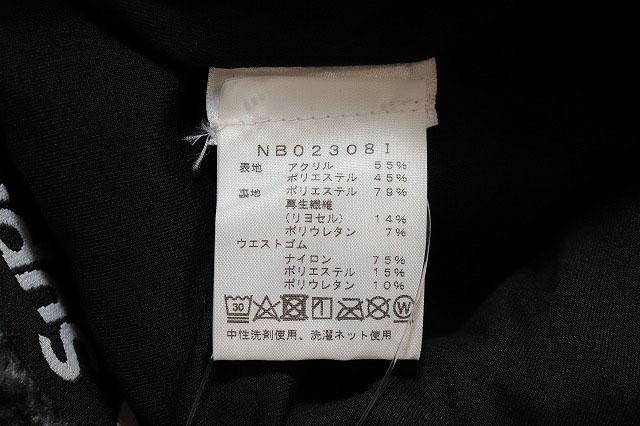 NB02308I
表地 アクリル 55%
ポリエステル 45%
裏地 ポリエステル 79%
再生繊維
(リヨセル) 14%
ポリウレタン 7%
ウエストゴム
ナイロン 75%
ポリエステル 15%
ポリウレタン 10%
30 W
中性洗剤使用、洗濯ネット使用